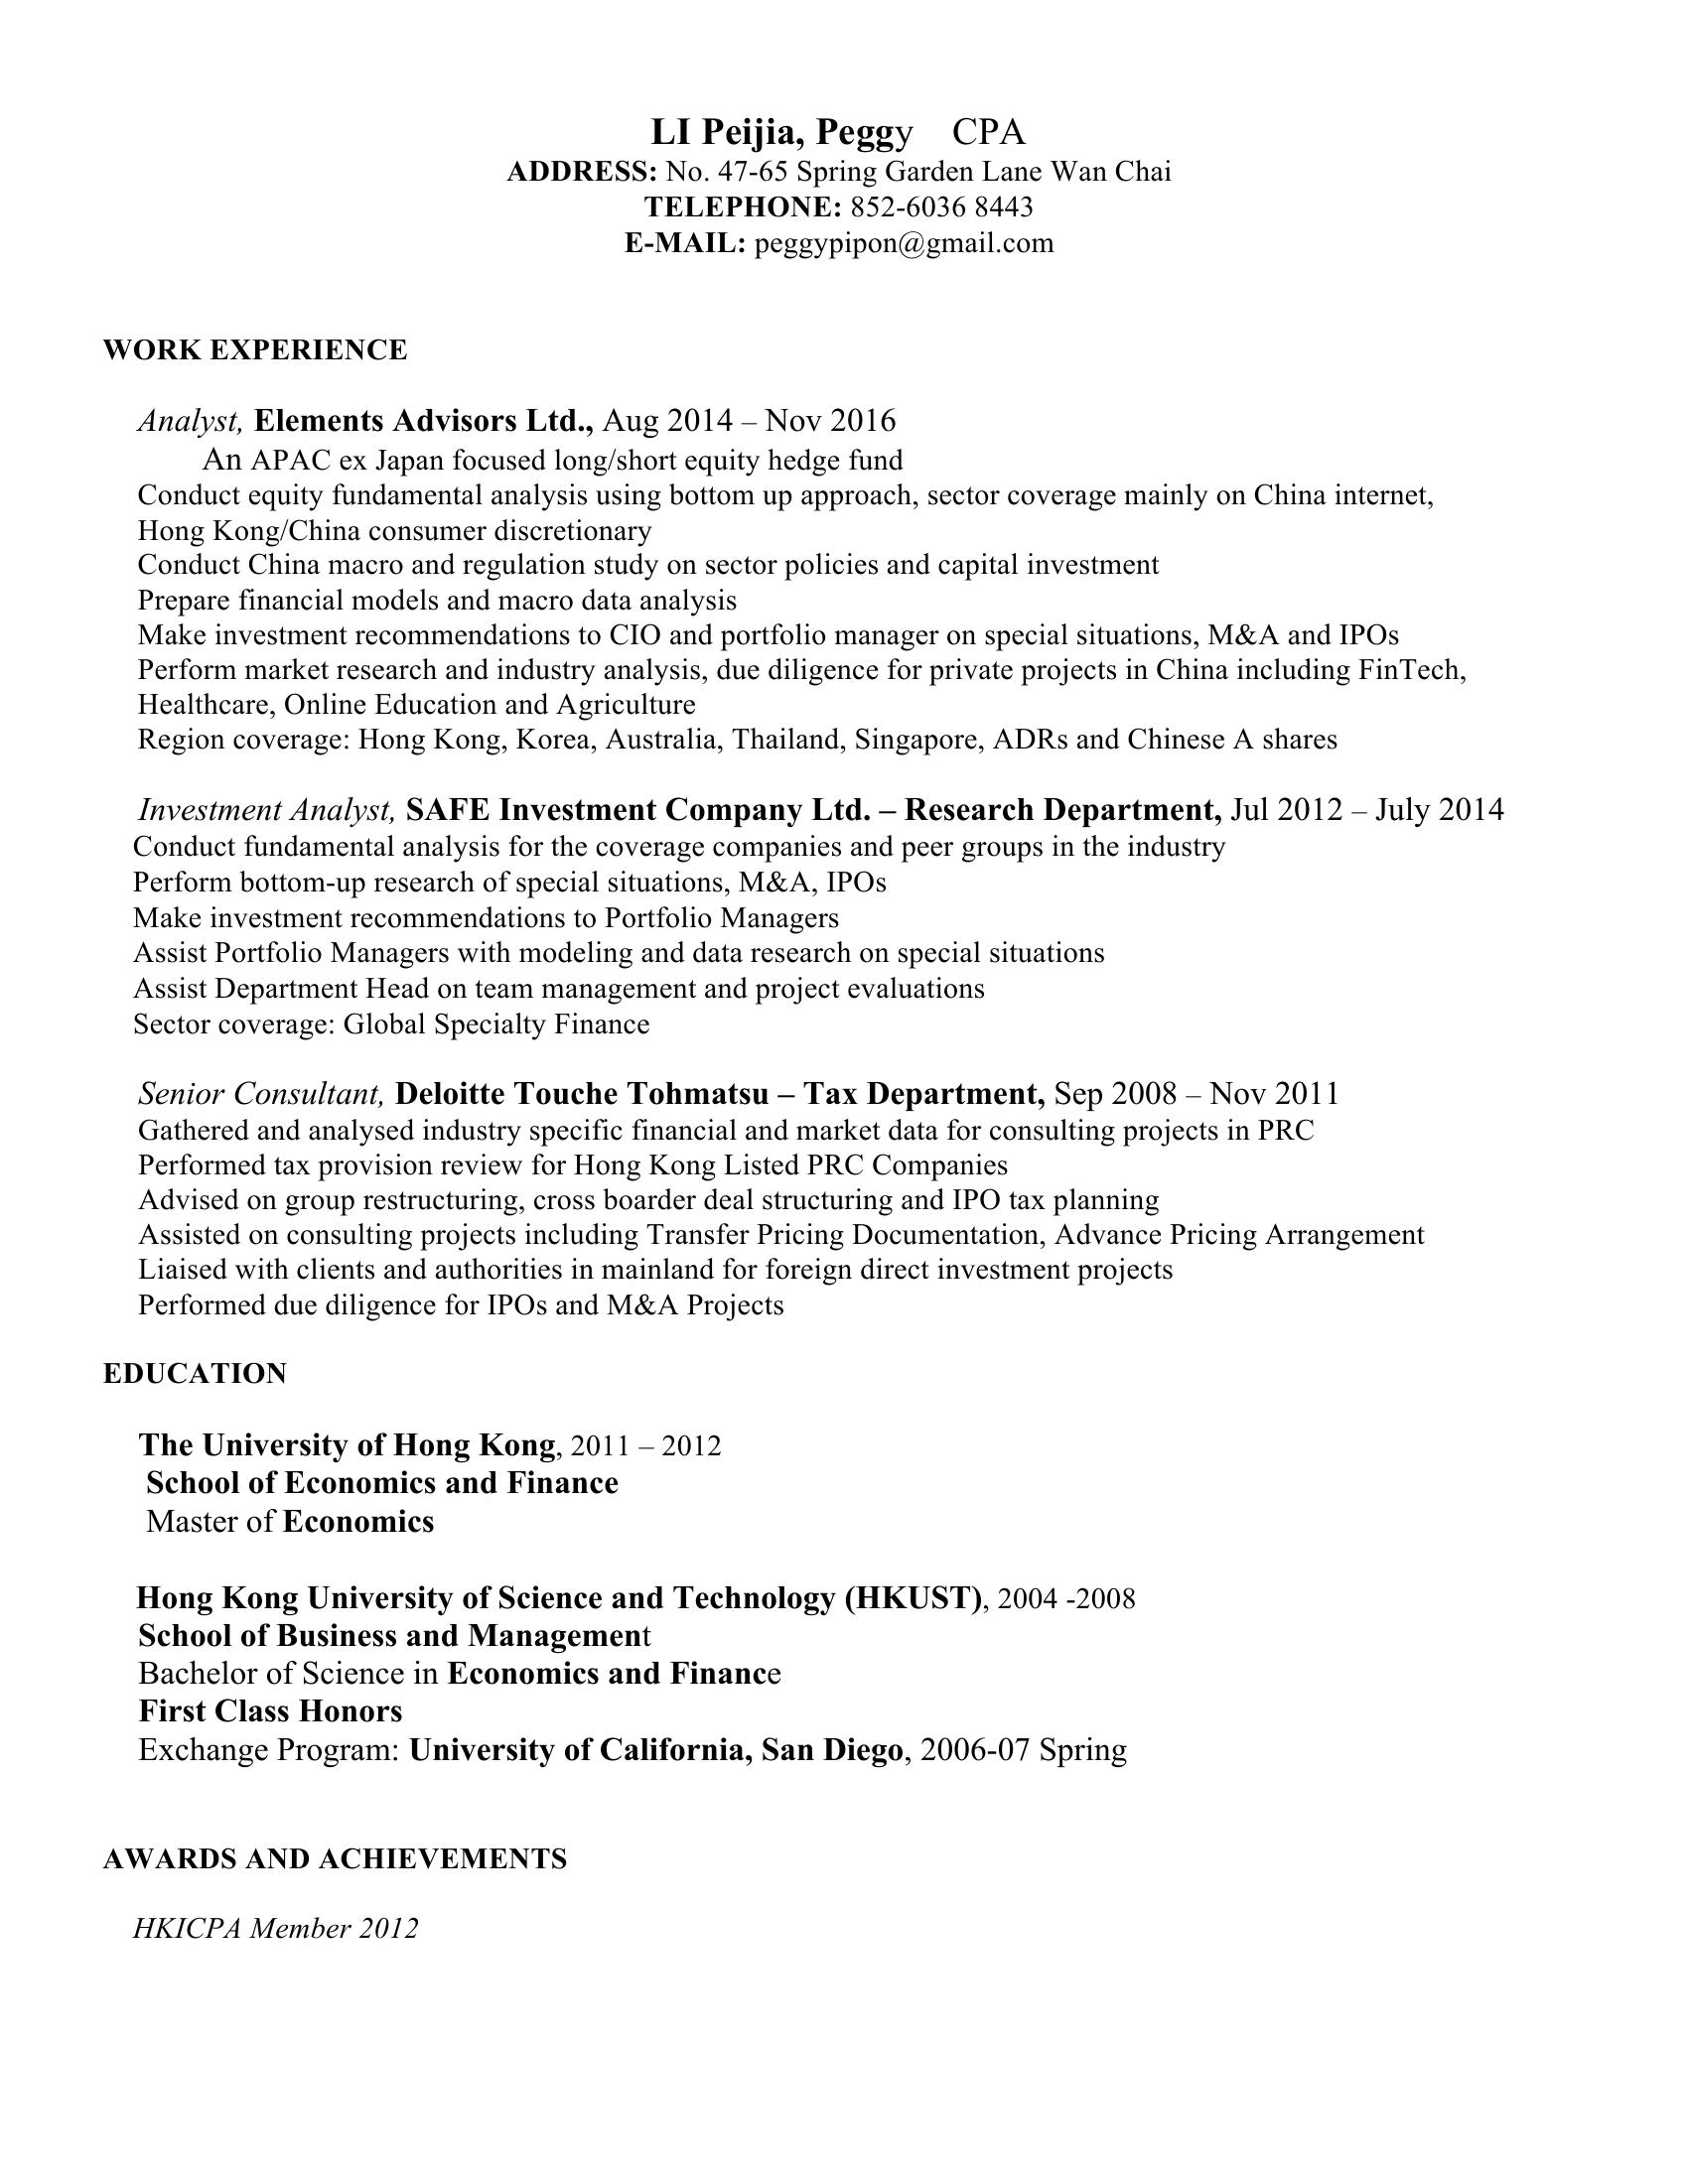 LI Peijia, Peggy CPA
ADDRESS: No. 47-65 Spring Garden Lane Wan Chai
TELEPHONE: 852-6036 8443
E-MAIL: peggypipon@gmail.com
WORK EXPERIENCE
Analyst, Elements Advisors Ltd., Aug 2014 – Nov 2016
An APAC ex Japan focused long/short equity hedge fund
Conduct equity fundamental analysis using bottom up approach, sector coverage mainly on China internet,
Hong Kong/China consumer discretionary
Conduct China macro and regulation study on sector policies and capital investment
Prepare financial models and macro data analysis
Make investment recommendations to CIO and portfolio manager on special situations, M&A and IPOs
Perform market research and industry analysis, due diligence for private projects in China including FinTech,
Healthcare, Online Education and Agriculture
Region coverage: Hong Kong, Korea, Australia, Thailand, Singapore, ADRs and Chinese A shares
Investment Analyst, SAFE Investment Company Ltd. – Research Department, Jul 2012 – July 2014
Conduct fundamental analysis for the coverage companies and peer groups in the industry
Perform bottom-up research of special situations, M&A, IPOs
Make investment recommendations to Portfolio Managers
Assist Portfolio Managers with modeling and data research on special situations
Assist Department Head on team management and project evaluations
Sector coverage: Global Specialty Finance
Senior Consultant, Deloitte Touche Tohmatsu – Tax Department, Sep 2008 – Nov 2011
Gathered and analysed industry specific financial and market data for consulting projects in PRC
Performed tax provision review for Hong Kong Listed PRC Companies
Advised on group restructuring, cross boarder deal structuring and IPO tax planning
Assisted on consulting projects including Transfer Pricing Documentation, Advance Pricing Arrangement
Liaised with clients and authorities in mainland for foreign direct investment projects
Performed due diligence for IPOs and M&A Projects
EDUCATION
The University of Hong Kong, 2011 – 2012
School of Economics and Finance
Master of Economics
Hong Kong University of Science and Technology (HKUST), 2004 -2008
School of Business and Management
Bachelor of Science in Economics and Finance
First Class Honors
Exchange Program: University of California, San Diego, 2006-07 Spring
AWARDS AND ACHIEVEMENTS
HKICPA Member 2012